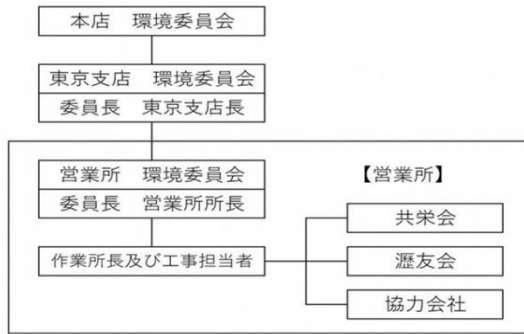 本店　環境委員会
東京支店　環境委員会
委員長　東京支店長
営業所　環境委員会
委員長　営業所所長
【営業所】
作業所長及び工事担当者
共栄会
瀝友会
協力会社